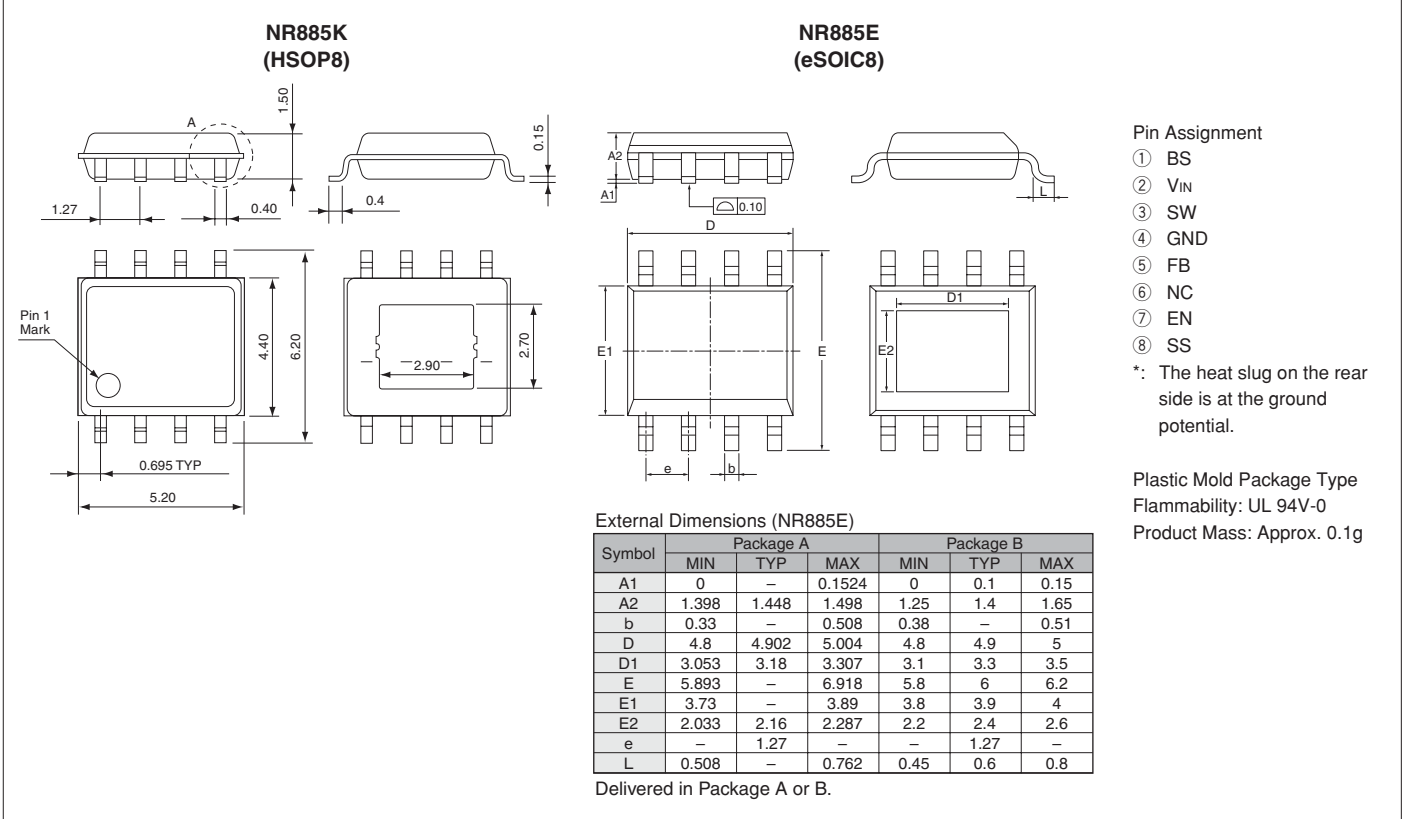 NR885K
(HSOP8)
A
1.50
0.15
1.27
0.40
0.4
Pin 1
Mark
4.40
6.20
2.90
2.70
0.695 TYP
5.20
NR885E
(eSOIC8)
A2
A1
0.10
D
L
E1
E
D1
E2
e
b
External Dimensions (NR885E)
Symbol Package A Package B
MIN TYP MAX MIN TYP MAX
A1 0 – 0.1524 0 0.1 0.15
A2 1.398 1.448 1.498 1.25 1.4 1.65
b 0.33 – 0.508 0.38 – 0.51
D 4.8 4.902 5.004 4.8 4.9 5
D1 3.053 3.18 3.307 3.1 3.3 3.5
E 5.893 – 6.918 5.8 6 6.2
E1 3.73 – 3.89 3.8 3.9 4
E2 2.033 2.16 2.287 2.2 2.4 2.6
e – 1.27 – – 1.27 –
L 0.508 – 0.762 0.45 0.6 0.8
Delivered in Package A or B.
Pin Assignment
① BS
② VIN
③ SW
④ GND
⑤ FB
⑥ NC
⑦ EN
⑧ SS
*: The heat slug on the rear
side is at the ground
potential.
Plastic Mold Package Type
Flammability: UL 94V-0
Product Mass: Approx. 0.1g